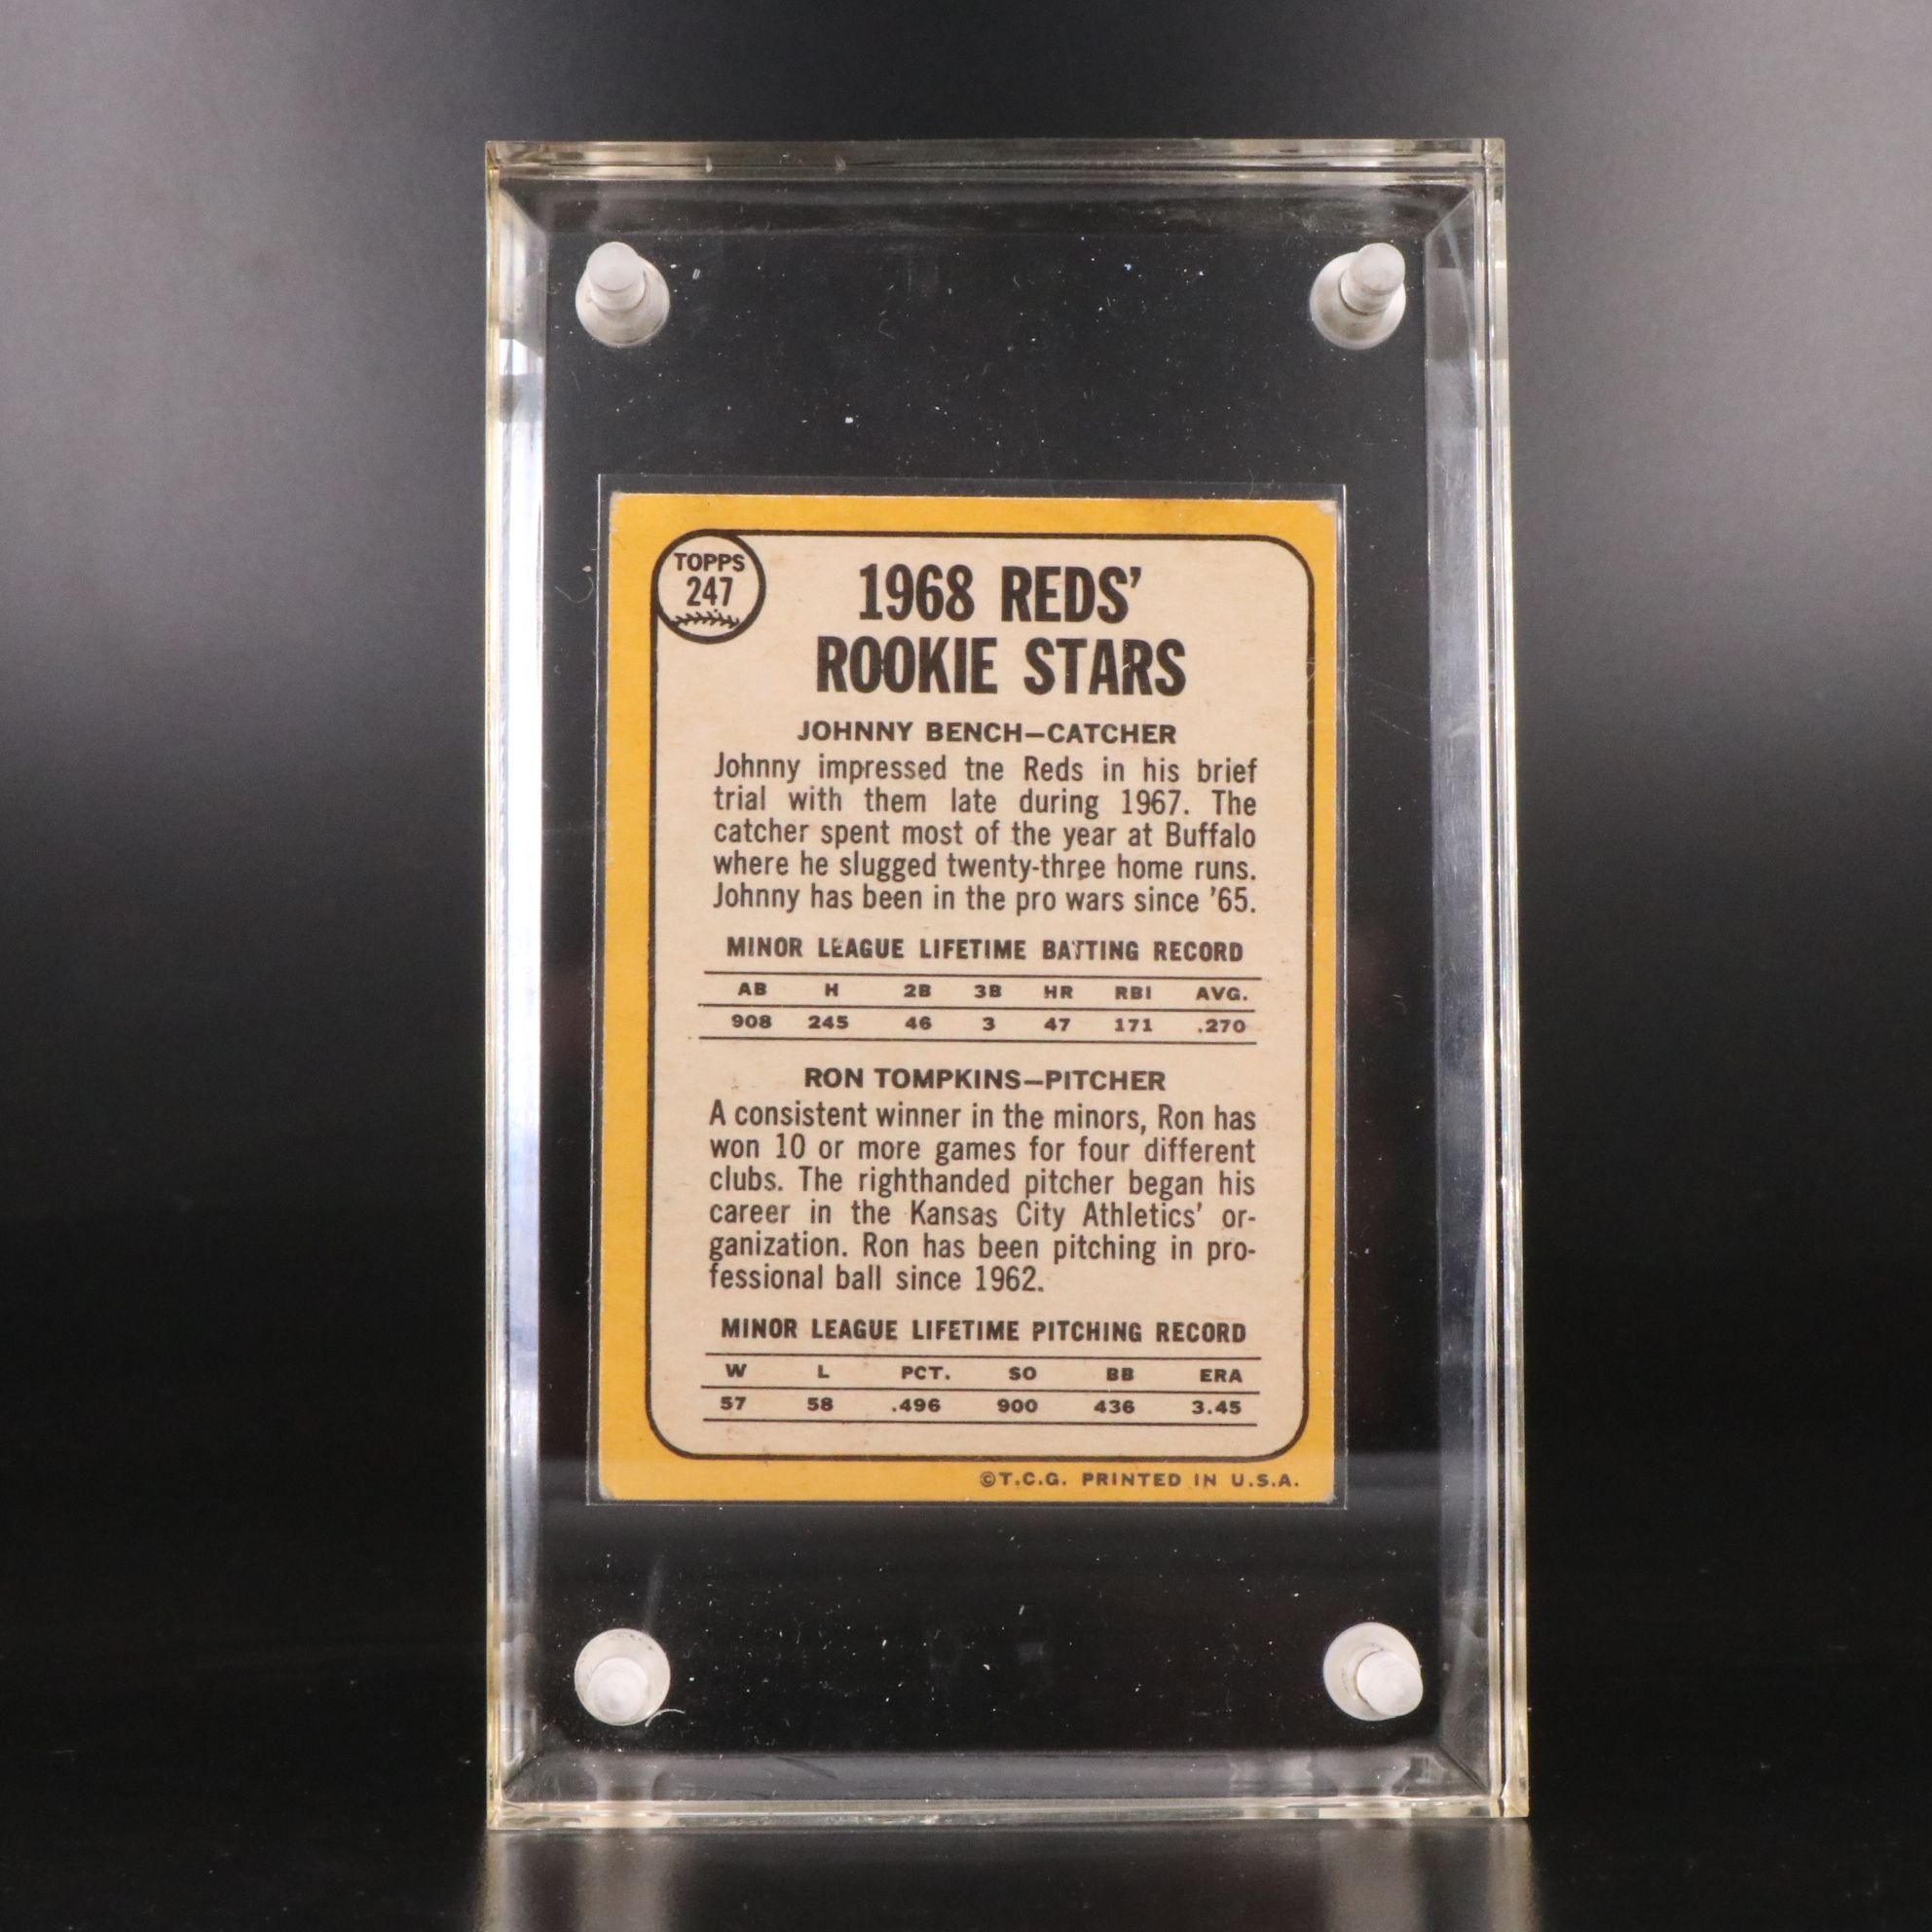 TOPPS
247
1968 REDS'
ROOKIE STARS
JOHNNY BENCH–CATCHER
Johnny impressed tne Reds in his brief
trial with them late during 1967. The
catcher spent most of the year at Buffalo
where he slugged twenty-three home runs.
Johnny has been in the pro wars since '65.
MINOR LEAGUE LIFETIME BATTING RECORD
AB H 2B 3B HR RBI AVG.
908 245 46 3 47 171 .270
RON TOMPKINS–PITCHER
A consistent winner in the minors, Ron has
won 10 or more games for four different
clubs. The righthanded pitcher began his
career in the Kansas City Athletics' or-
ganization. Ron has been pitching in pro-
fessional ball since 1962.
MINOR LEAGUE LIFETIME PITCHING RECORD
W L PCT. SO BB ERA
57 58 .496 900 436 3.45
©T.C.G. PRINTED IN U.S.A.